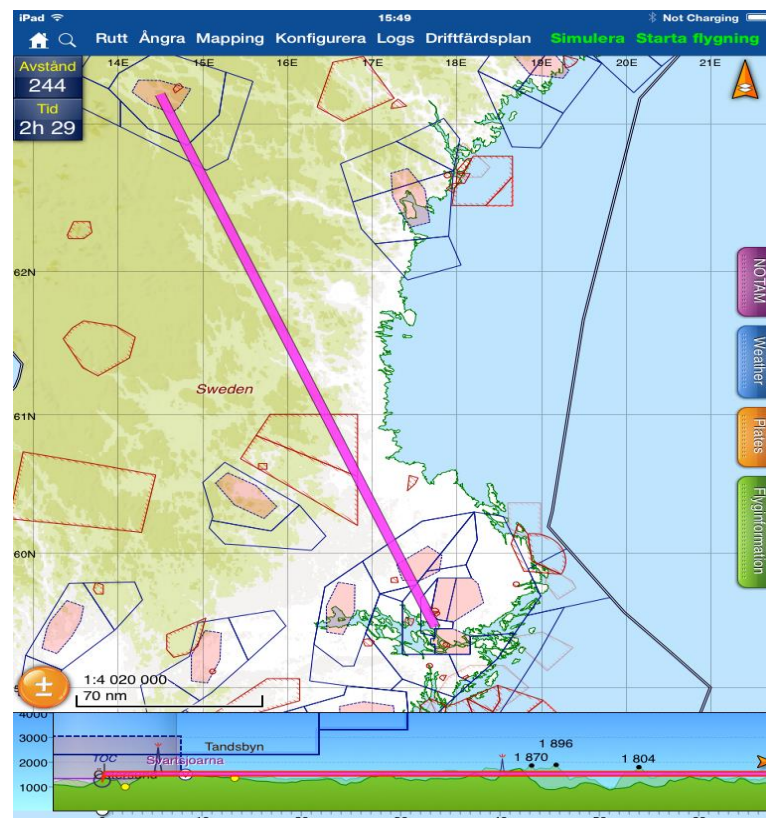 iPad 15:49 Not Charging
Rutt Ångra Mapping Konfigurera Logs Driftfärdsplan Simulera Starta flygning
Avstånd
244
Tid
2h 29
14E 15E 16E 17E 18E 19E 20E 21E
62N
61N
60N
Sweden
NOTAM
Weather
Plates
Flyginformation
1:4 020 000
70 nm
4000
3000
2000
1000
TOC
Tandsbyn
Svartsjoarna
1 870
1 896
1 804